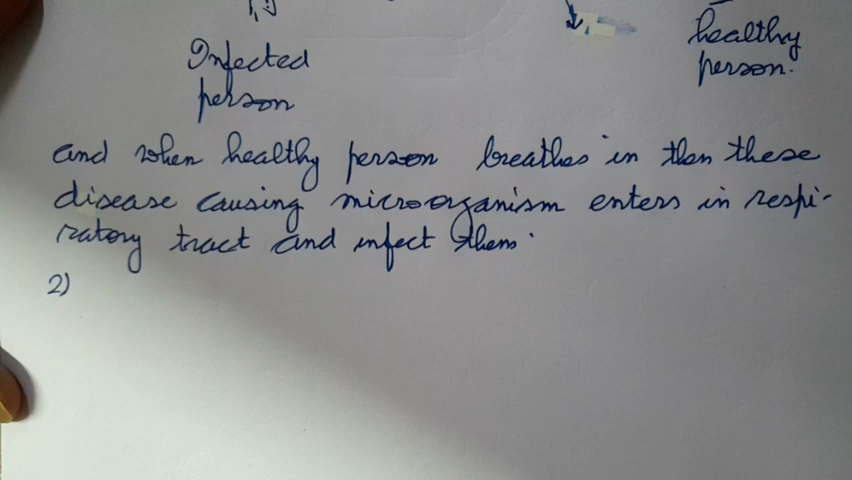 Infected
person
healthy
person.
and when healthy person breathes in then these
disease causing microorganism enters in respi-
ratory tract and infect them.
2)